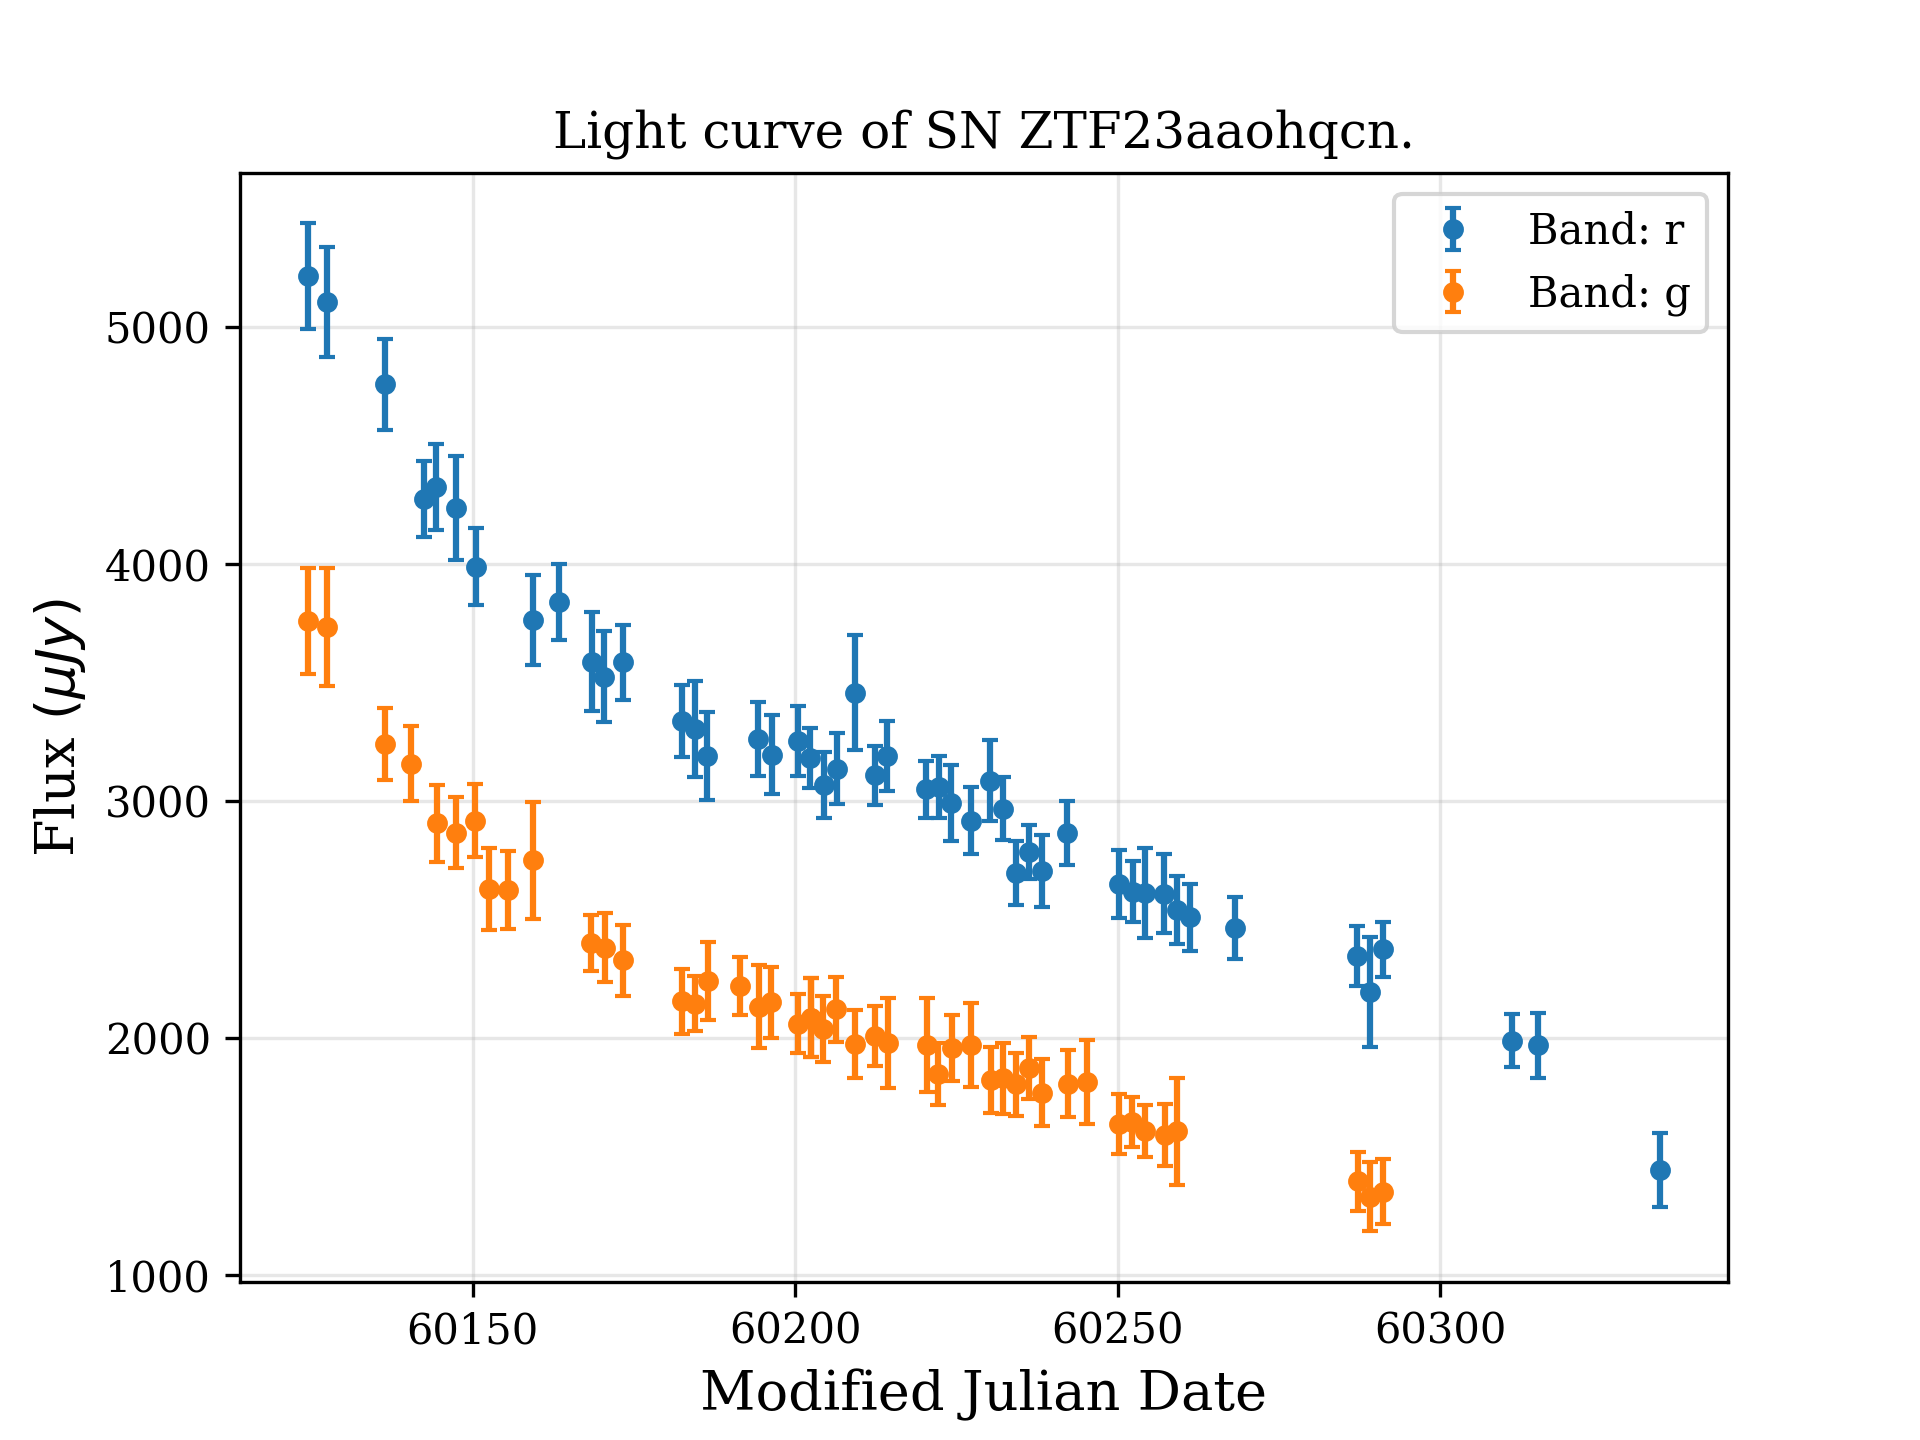 Light curve of SN ZTF23aaohqcn.
Band: r
Band: g
5000
4000
3000
2000
1000
Flux (μJy)
60150 60200 60250 60300
Modified Julian Date